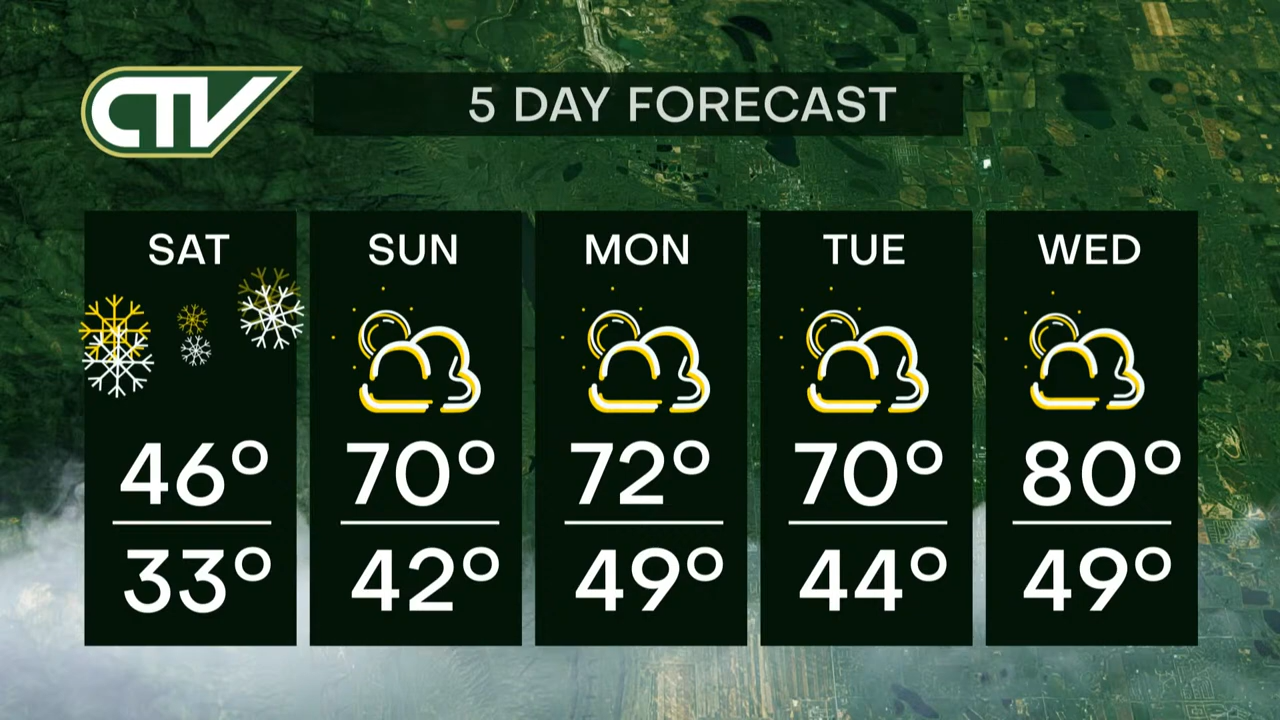 CTV
5 DAY FORECAST
SAT
46°
33°
SUN
70°
42°
MON
72°
49°
TUE
70°
44°
WED
80°
49°